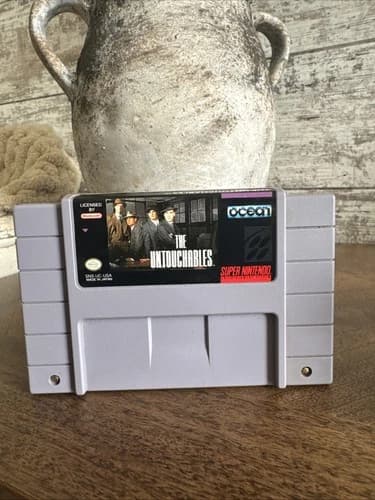 LICENSED
BY
Nintendo
ocean
THE
UNTOUCHABLES
SNS-UC-USA
MADE IN JAPAN
SUPER NINTENDO